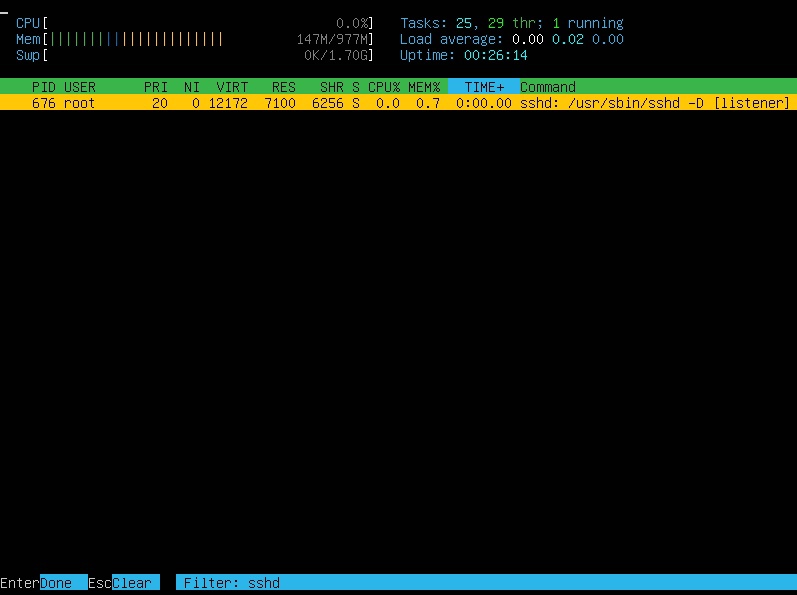 CPU[ 0.0%] Tasks: 25, 29 thr; 1 running
Mem[|||||||||||||||||||||| 147M/977M] Load average: 0.00 0.02 0.00
Swp[ 0K/1.70G] Uptime: 00:26:14
PID USER PRI NI VIRT RES SHR S CPU% MEM% TIME+ Command
676 root 20 0 12172 7100 6256 S 0.0 0.7 0:00.00 sshd: /usr/sbin/sshd -D [listener]
EnterDone EscClear Filter: sshd